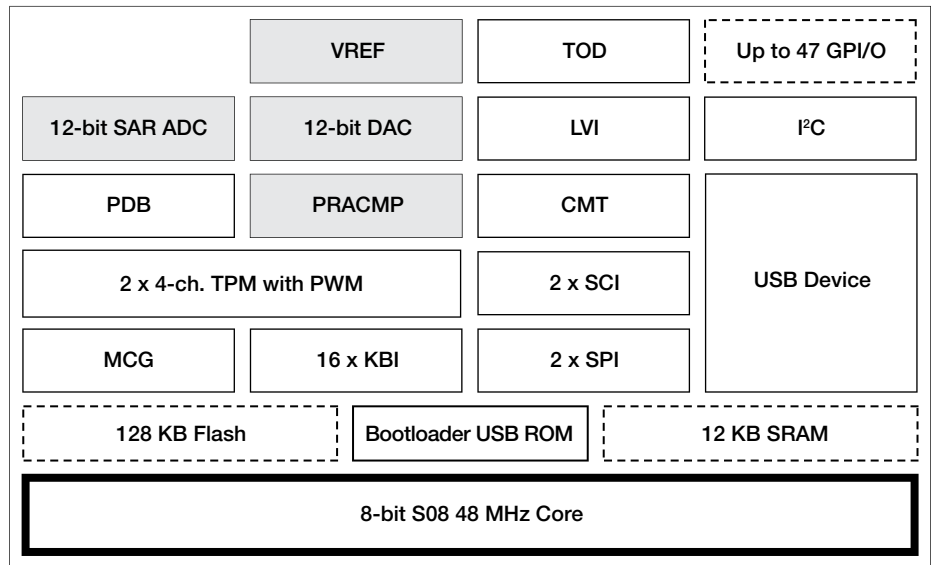 VREF
TOD
Up to 47 GPI/O
12-bit SAR ADC
12-bit DAC
LVI
I²C
PDB
PRACMP
CMT
USB Device
2 x 4-ch. TPM with PWM
2 x SCI
MCG
16 x KBI
2 x SPI
128 KB Flash
Bootloader USB ROM
12 KB SRAM
8-bit S08 48 MHz Core